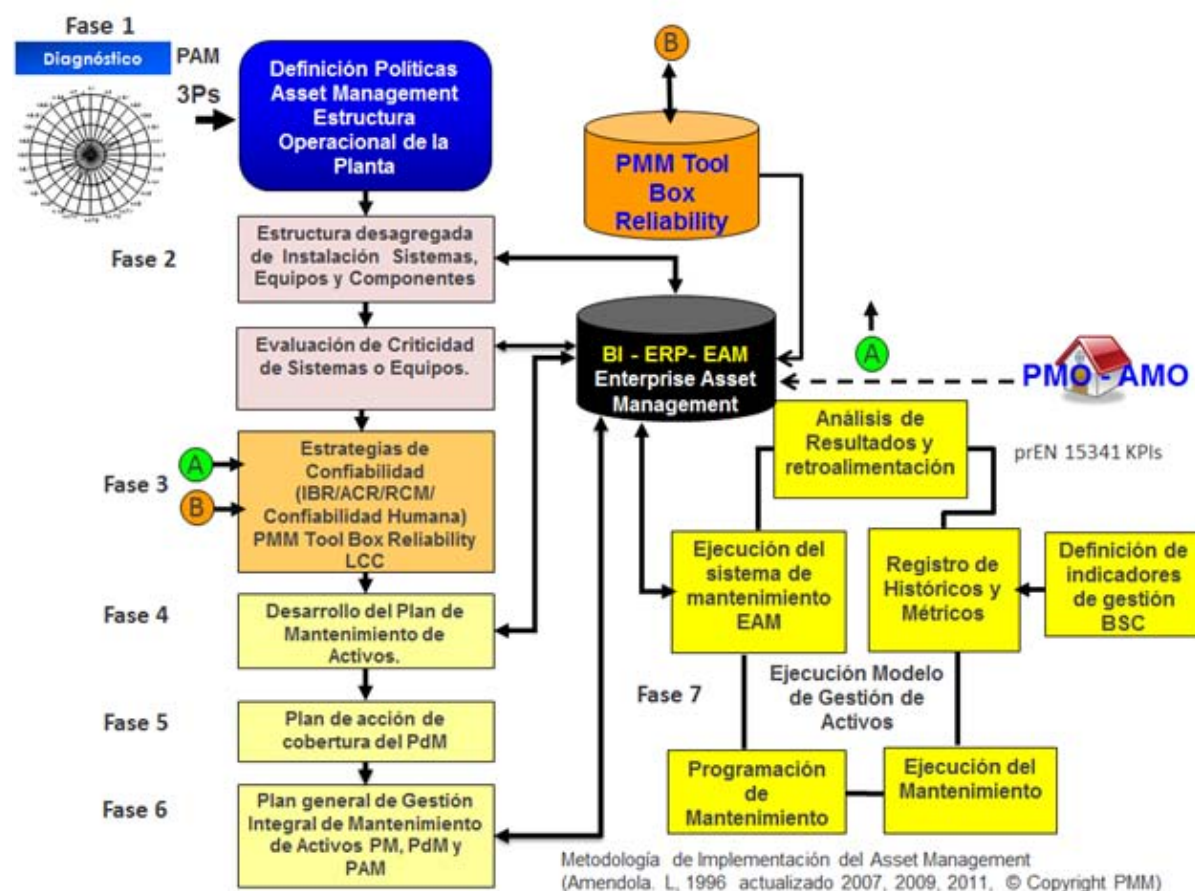 Fase 1
Diagnóstico
PAM
3Ps
Definición Políticas
Asset Management
Estructura
Operacional de la
Planta
B
PMM Tool
Box
Reliability
Fase 2
Estructura desagregada
de Instalación Sistemas,
Equipos y Componentes
Evaluación de Criticidad
de Sistemas o Equipos.
BI - ERP- EAM
Enterprise Asset
Management
A
PMO - AMO
prEN 15341 KPIs
Fase 3
A
B
Estrategias de
Confiabilidad
(IBR/ACR/RCM/
Confiabilidad Humana)
PMM Tool Box Reliability
LCC
Fase 4
Desarrollo del Plan de
Mantenimiento de
Activos.
Fase 5
Plan de acción de
cobertura del PdM
Fase 6
Plan general de Gestión
Integral de Mantenimiento
de Activos PM, PdM y
PAM
Análisis de
Resultados y
retroalimentación
Ejecución del
sistema de
mantenimiento
EAM
Registro de
Históricos y
Métricos
Definición de
indicadores
de gestión
BSC
Fase 7
Ejecución Modelo
de Gestión de
Activos
Programación
de
Mantenimiento
Ejecución del
Mantenimiento
Metodología de Implementación del Asset Management
(Amendola. L, 1996 actualizado 2007, 2009, 2011. © Copyright PMM)